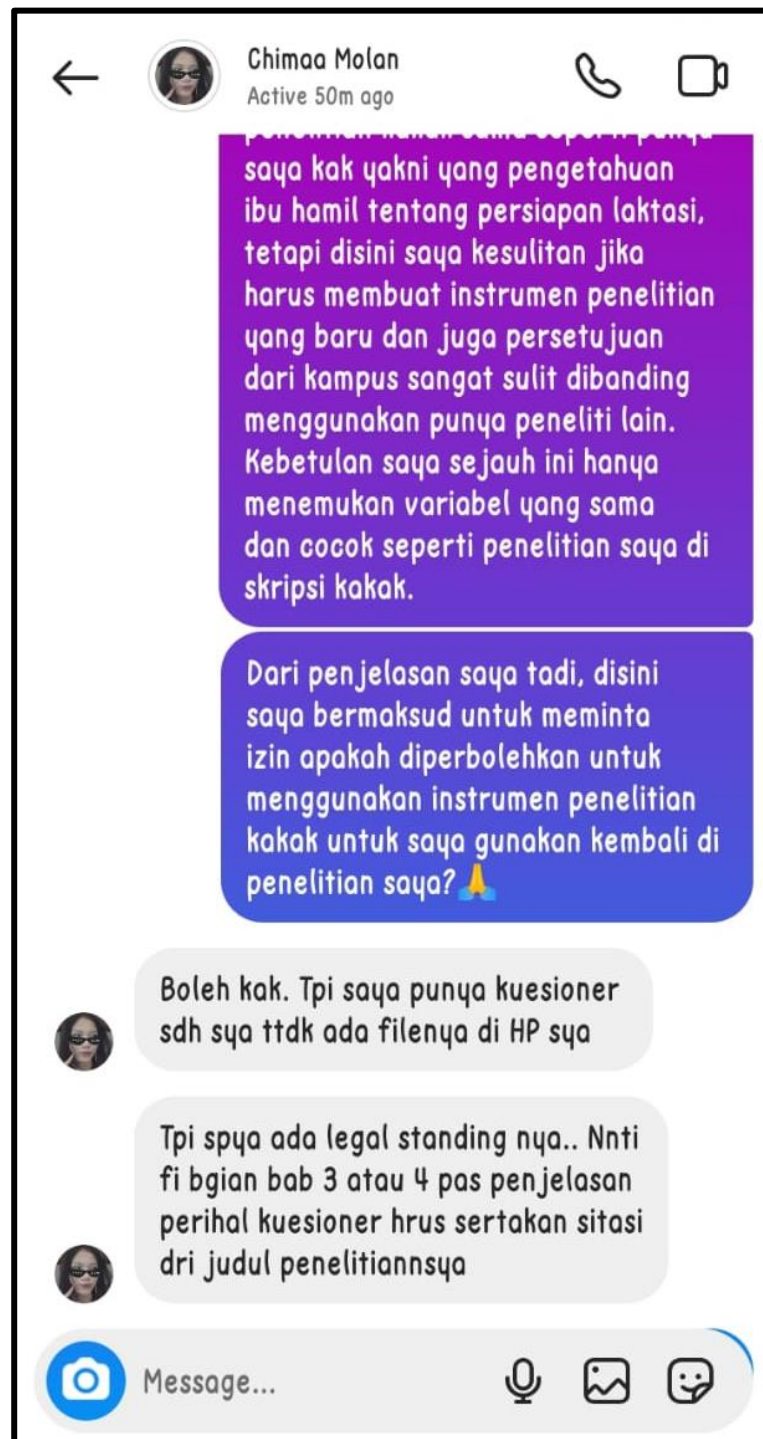 Chimaa Molan
Active 50m ago
saya kak yakni yang pengetahuan
ibu hamil tentang persiapan laktasi,
tetapi disini saya kesulitan jika
harus membuat instrumen penelitian
yang baru dan juga persetujuan
dari kampus sangat sulit dibanding
menggunakan punya peneliti lain.
Kebetulan saya sejauh ini hanya
menemukan variabel yang sama
dan cocok seperti penelitian saya di
skripsi kakak.
Dari penjelasan saya tadi, disini
saya bermaksud untuk meminta
izin apakah diperbolehkan untuk
menggunakan instrumen penelitian
kakak untuk saya gunakan kembali di
penelitian saya?🙏
Boleh kak. Tpi saya punya kuesioner
sdh sya ttdk ada filenya di HP sya
Tpi spya ada legal standing nya.. Nnti
fi bgian bab 3 atau 4 pas penjelasan
perihal kuesioner hrus sertakan sitasi
dri judul penelitiannsya
Message...